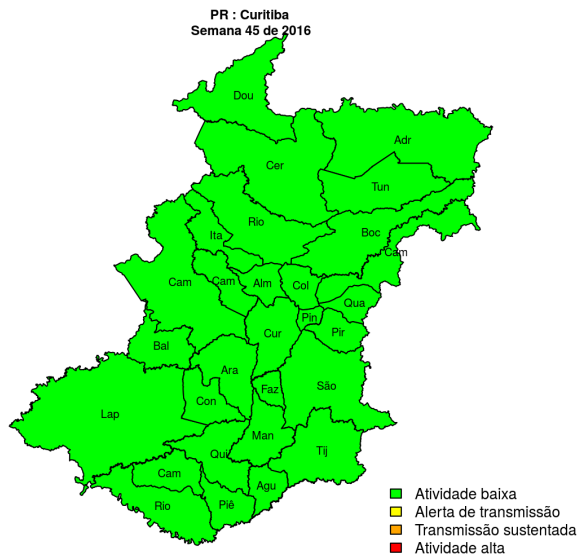 PR : Curitiba
Semana 45 de 2016
Dou
Adr
Cer
Tun
Rio
Ita
Boc
Cam
Cam
Cam
Alm
Col
Qua
Pin
Cur
Pir
Bal
Ara
Faz
São
Con
Lap
Man
Qui
Tij
Cam
Agu
Rio
Piê
Atividade baixa
Alerta de transmissão
Transmissão sustentada
Atividade alta